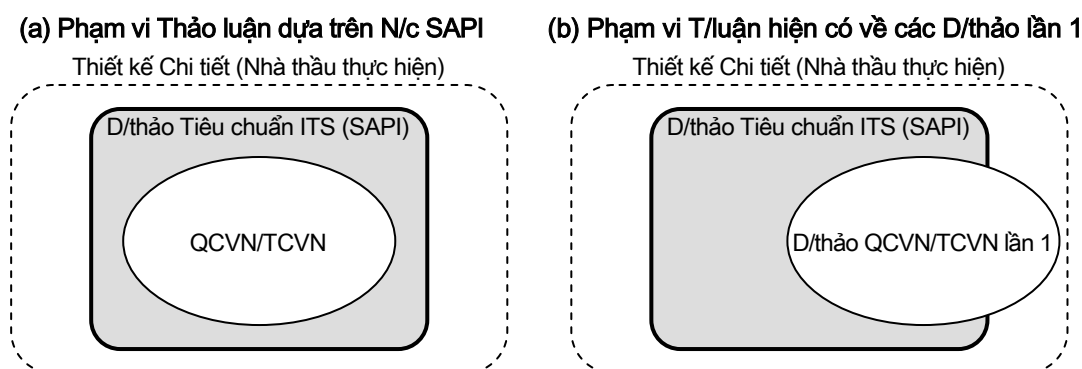 (a) Phạm vi Thảo luận dựa trên N/c SAPI
Thiết kế Chi tiết (Nhà thầu thực hiện)
D/thảo Tiêu chuẩn ITS (SAPI)
QCVN/TCVN
(b) Phạm vi T/luận hiện có về các D/thảo lần 1
Thiết kế Chi tiết (Nhà thầu thực hiện)
D/thảo Tiêu chuẩn ITS (SAPI)
D/thảo QCVN/TCVN lần 1